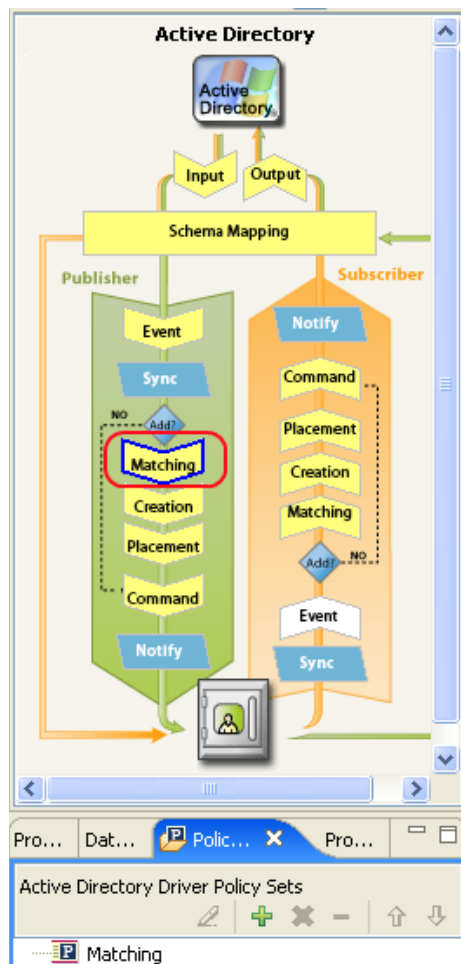 Active Directory
Active
Directory®
Input
Output
Schema Mapping
Publisher
Subscriber
Event
Sync
NO
Add?
Matching
Creation
Placement
Command
Notify
Notify
Command
Placement
Creation
Matching
Add?
NO
Event
Sync
Pro...
Dat...
Polic...
Pro...
Active Directory Driver Policy Sets
Matching